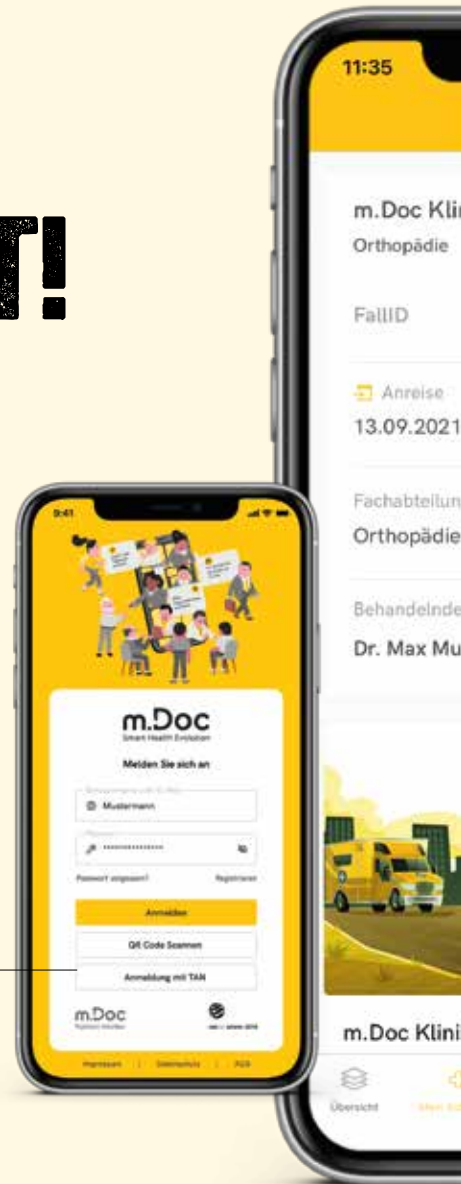 T!
11:35
m.Doc Klini
Orthopädie
FallID
Anreise
13.09.2021
Fachabteilun
Orthopädie
Behandelnde
Dr. Max Mu
m.Doc Klinis
Übersicht
9:41
m.Doc
Smart Health Evolution
Melden Sie sich an
Mustermann
Passwort vergessen?
Registrieren
Anmelden
QR Code Scannen
Anmeldung mit TAN
m.Doc
Impressum | Datenschutz | AGB